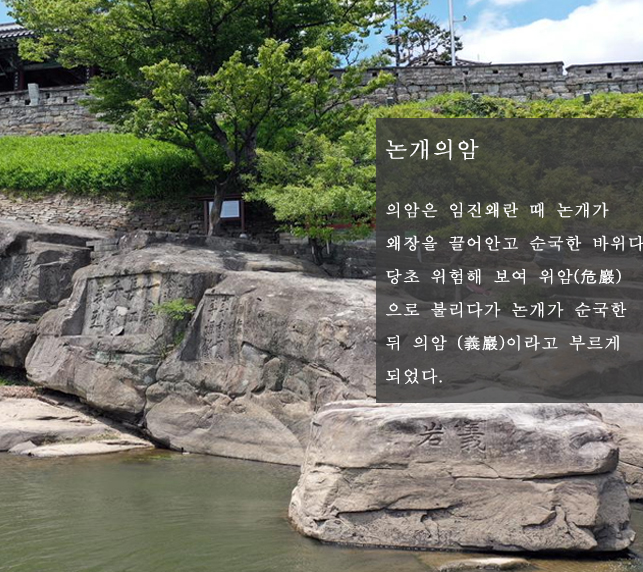 논개의암
의암은 임진왜란 때 논개가
왜장을 끌어안고 순국한 바위다
당초 위험해 보여 위암(危巖)
으로 불리다가 논개가 순국한
뒤 의암 (義巖)이라고 부르게
되었다.
義岩